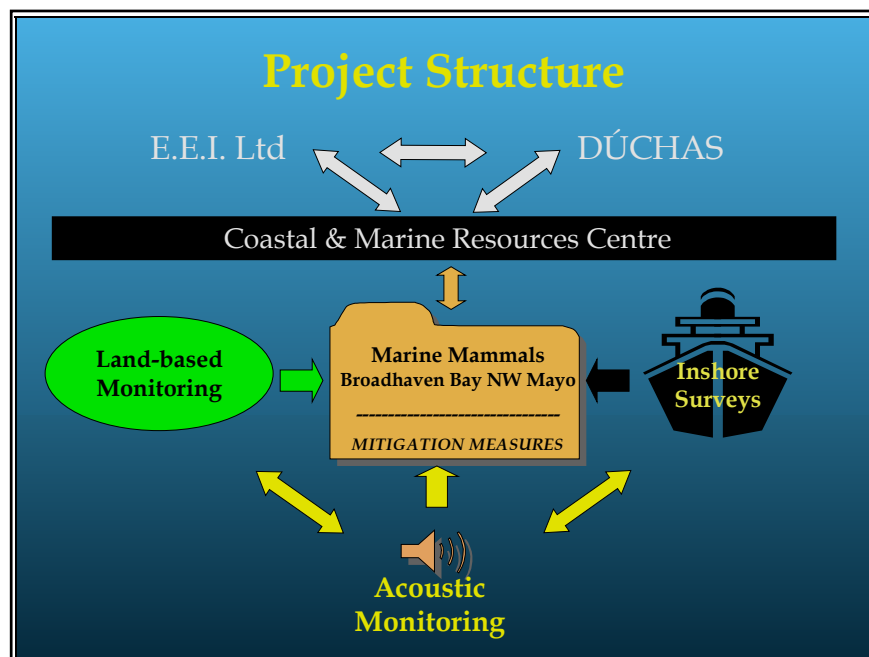 Project Structure
E.E.I. Ltd
DÚCHAS
Coastal & Marine Resources Centre
Land-based
Monitoring
Marine Mammals
Broadhaven Bay NW Mayo
--------------------------------
MITIGATION MEASURES
Inshore
Surveys
Acoustic
Monitoring